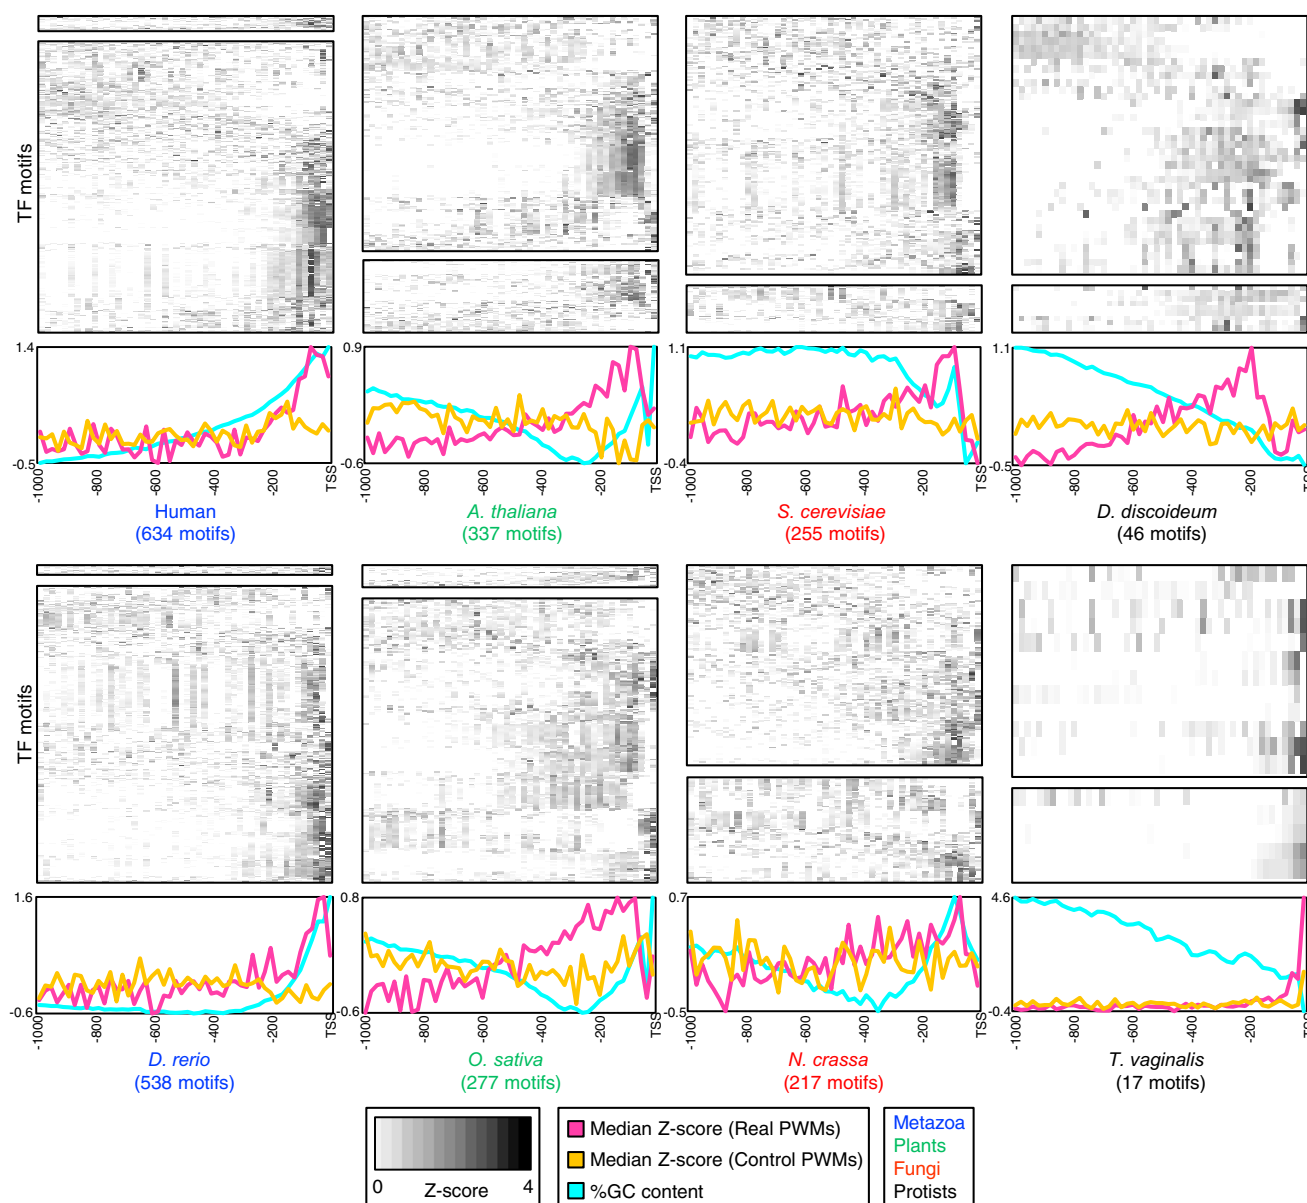 TF motifs
1.4
-0.5
-1000
-800
-600
-400
-200
TSS
Human
(634 motifs)
0.9
-0.6
-1000
-800
-600
-400
-200
TSS
A. thaliana
(337 motifs)
1.1
-0.4
-1000
-800
-600
-400
-200
TSS
S. cerevisiae
(255 motifs)
1.1
-0.5
-1000
-800
-600
-400
-200
TSS
D. discoideum
(46 motifs)
TF motifs
1.6
-0.6
-1000
-800
-600
-400
-200
TSS
D. rerio
(538 motifs)
0.8
-0.6
-1000
-800
-600
-400
-200
TSS
O. sativa
(277 motifs)
0.7
-0.5
-1000
-800
-600
-400
-200
TSS
N. crassa
(217 motifs)
4.6
-0.4
-1000
-800
-600
-400
-200
TSS
T. vaginalis
(17 motifs)
0 Z-score 4
Median Z-score (Real PWMs)
Median Z-score (Control PWMs)
%GC content
Metazoa
Plants
Fungi
Protists